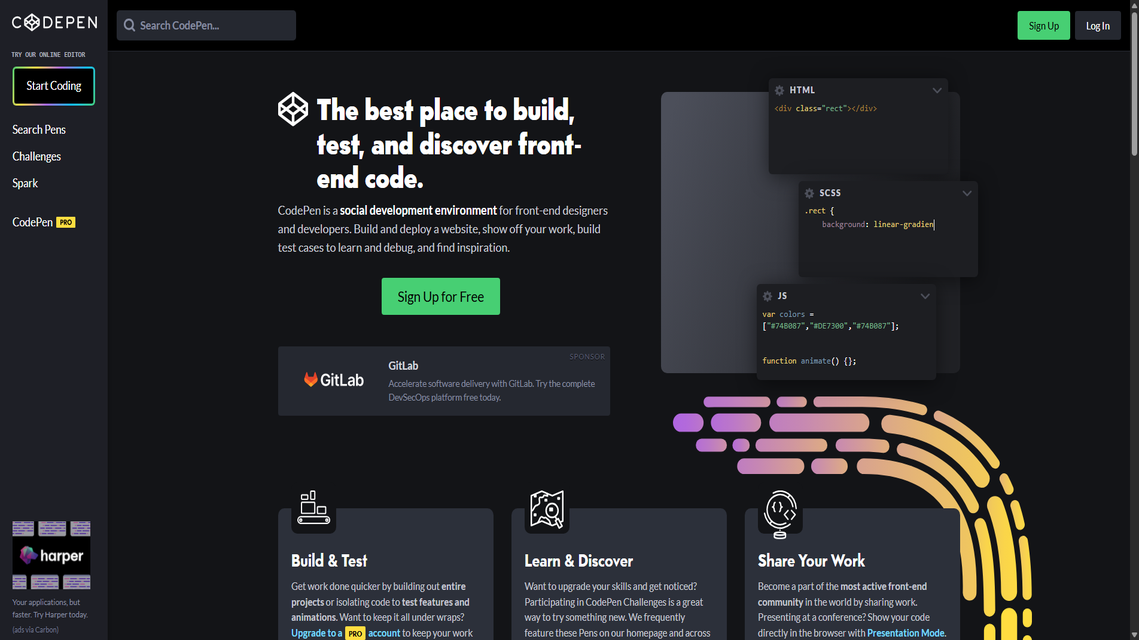 CODEPEN
TRY OUR ONLINE EDITOR
Start Coding
Search Pens
Challenges
Spark
CodePen PRO
harper
Your applications, but
faster. Try Harper today.
(ads via Carbon)
Search CodePen...
Sign Up
Log In
The best place to build,
test, and discover front-
end code.
CodePen is a social development environment for front-end designers
and developers. Build and deploy a website, show off your work, build
test cases to learn and debug, and find inspiration.
Sign Up for Free
SPONSOR
GitLab
GitLab
Accelerate software delivery with GitLab. Try the complete
DevSecOps platform free today.
HTML
<div class="rect"></div>
SCSS
.rect {
background: linear-gradien
JS
var colors =
["#74B087","#DE7300","#74B087"];
function animate() {};
Build & Test
Get work done quicker by building out entire
projects or isolating code to test features and
animations. Want to keep it all under wraps?
Upgrade to a PRO account to keep your work
Learn & Discover
Want to upgrade your skills and get noticed?
Participating in CodePen Challenges is a great
way to try something new. We frequently
feature these Pens on our homepage and across
Share Your Work
Become a part of the most active front-end
community in the world by sharing work.
Presenting at a conference? Show your code
directly in the browser with Presentation Mode.